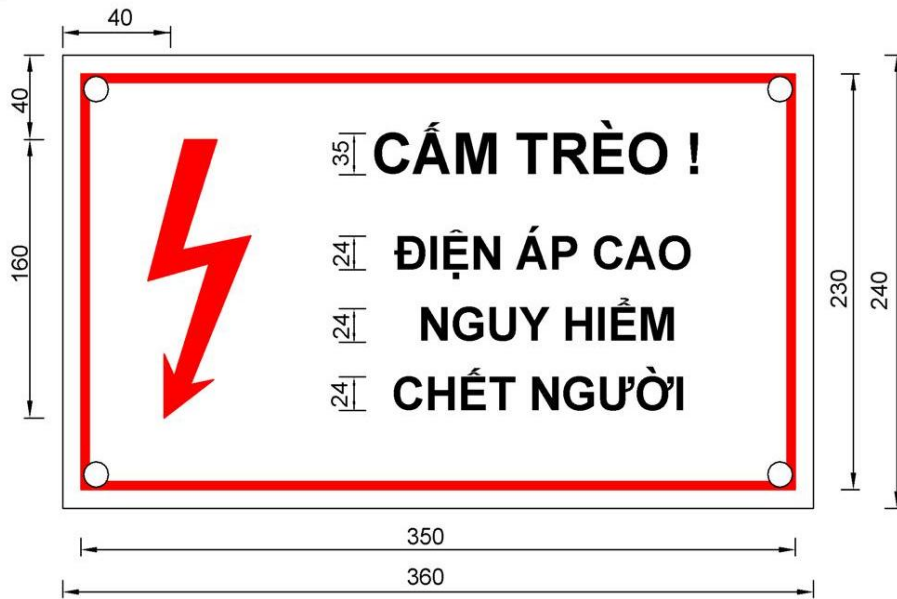 40
40
35
CẤM TRÈO !
160
24
ĐIỆN ÁP CAO
24
NGUY HIỂM
24
CHẾT NGƯỜI
230
240
350
360